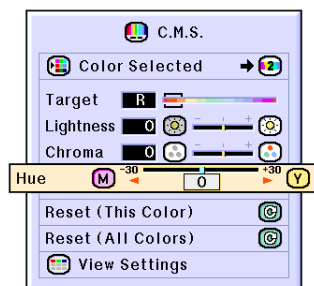 C.M.S.
Color Selected 2
Target R
Lightness 0 - +
Chroma 0 - +
Hue M -30 0 +30 Y
Reset (This Color)
Reset (All Colors)
View Settings